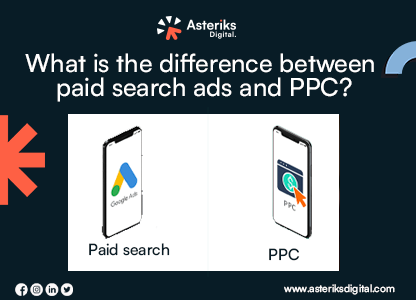 Asteriks
Digital.
What is the difference between
paid search ads and PPC?
Google Ads
PPC
Paid search
PPC
www.asteriksdigital.com